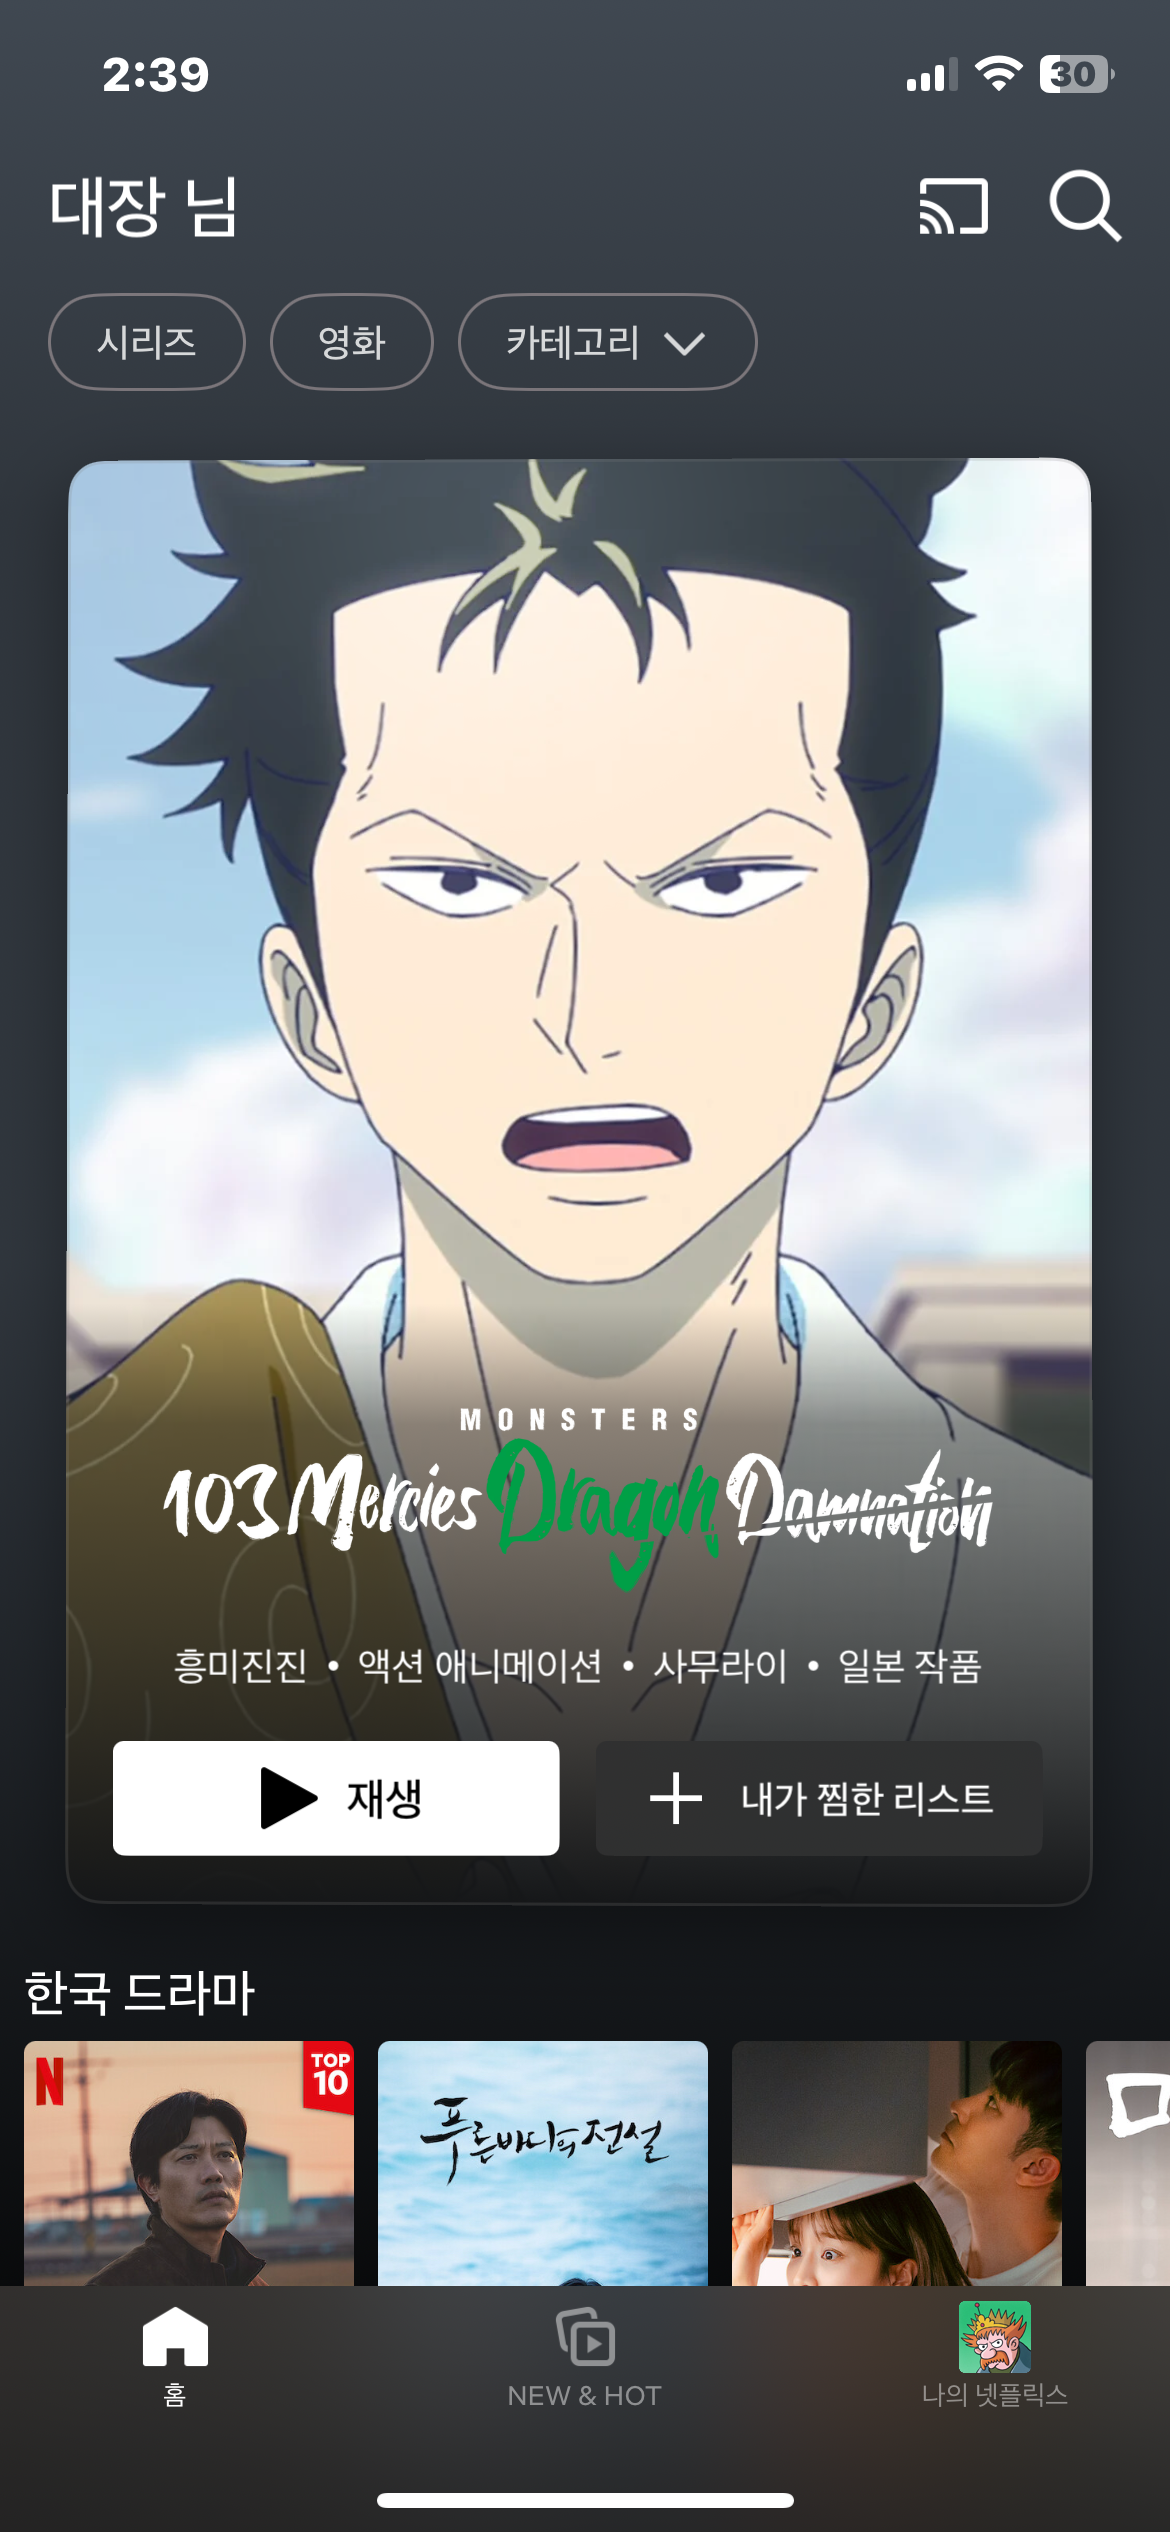 2:39
30
대장 님
시리즈
영화
카테고리
MONSTERS
103 Mercies Dragon Damnation
흥미진진 • 액션 애니메이션 • 사무라이 • 일본 작품
재생
내가 찜한 리스트
한국 드라마
N
TOP
10
푸른 바다의 전설
홈
NEW & HOT
나의 넷플릭스